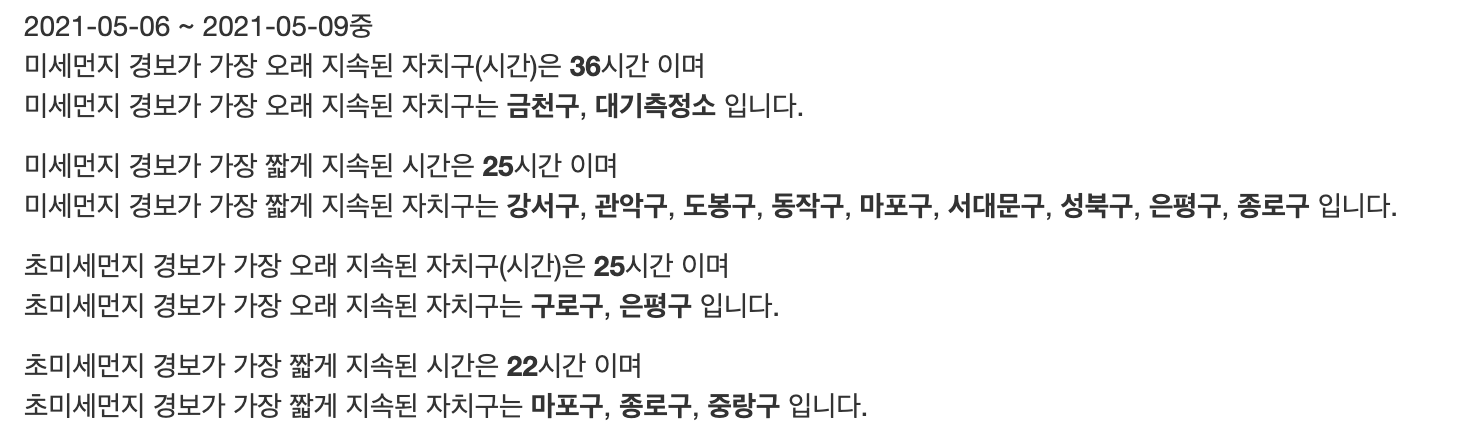 2021-05-06 ~ 2021-05-09중
미세먼지 경보가 가장 오래 지속된 자치구(시간)은 36시간 이며
미세먼지 경보가 가장 오래 지속된 자치구는 금천구, 대기측정소 입니다.
미세먼지 경보가 가장 짧게 지속된 시간은 25시간 이며
미세먼지 경보가 가장 짧게 지속된 자치구는 강서구, 관악구, 도봉구, 동작구, 마포구, 서대문구, 성북구, 은평구, 종로구 입니다.
초미세먼지 경보가 가장 오래 지속된 자치구(시간)은 25시간 이며
초미세먼지 경보가 가장 오래 지속된 자치구는 구로구, 은평구 입니다.
초미세먼지 경보가 가장 짧게 지속된 시간은 22시간 이며
초미세먼지 경보가 가장 짧게 지속된 자치구는 마포구, 종로구, 중랑구 입니다.